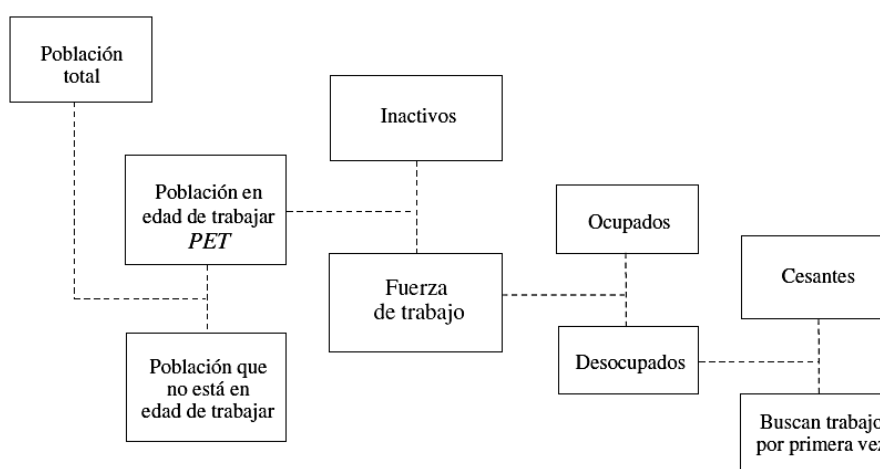 Población
total
Inactivos
Población en
edad de trabajar
PET
Ocupados
Fuerza
de trabajo
Cesantes
Desocupados
Población que
no está en
edad de trabajar
Buscan trabajo
por primera vez